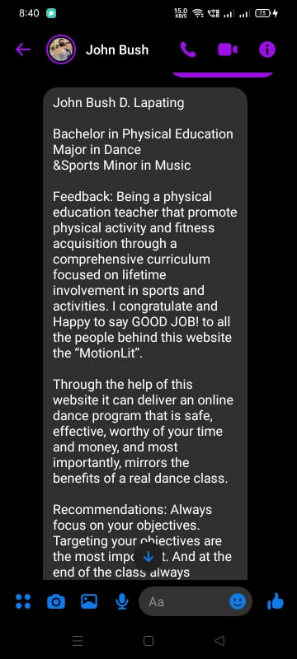 8:40
15.0 KB/S
John Bush
John Bush D. Lapating
Bachelor in Physical Education
Major in Dance
&Sports Minor in Music
Feedback: Being a physical
education teacher that promote
physical activity and fitness
acquisition through a
comprehensive curriculum
focused on lifetime
involvement in sports and
activities. I congratulate and
Happy to say GOOD JOB! to all
the people behind this website
the “MotionLit”.
Through the help of this
website it can deliver an online
dance program that is safe,
effective, worthy of your time
and money, and most
importantly, mirrors the
benefits of a real dance class.
Recommendations: Always
focus on your objectives.
Targeting your objectives are
the most And at the
end of the class always
Aa